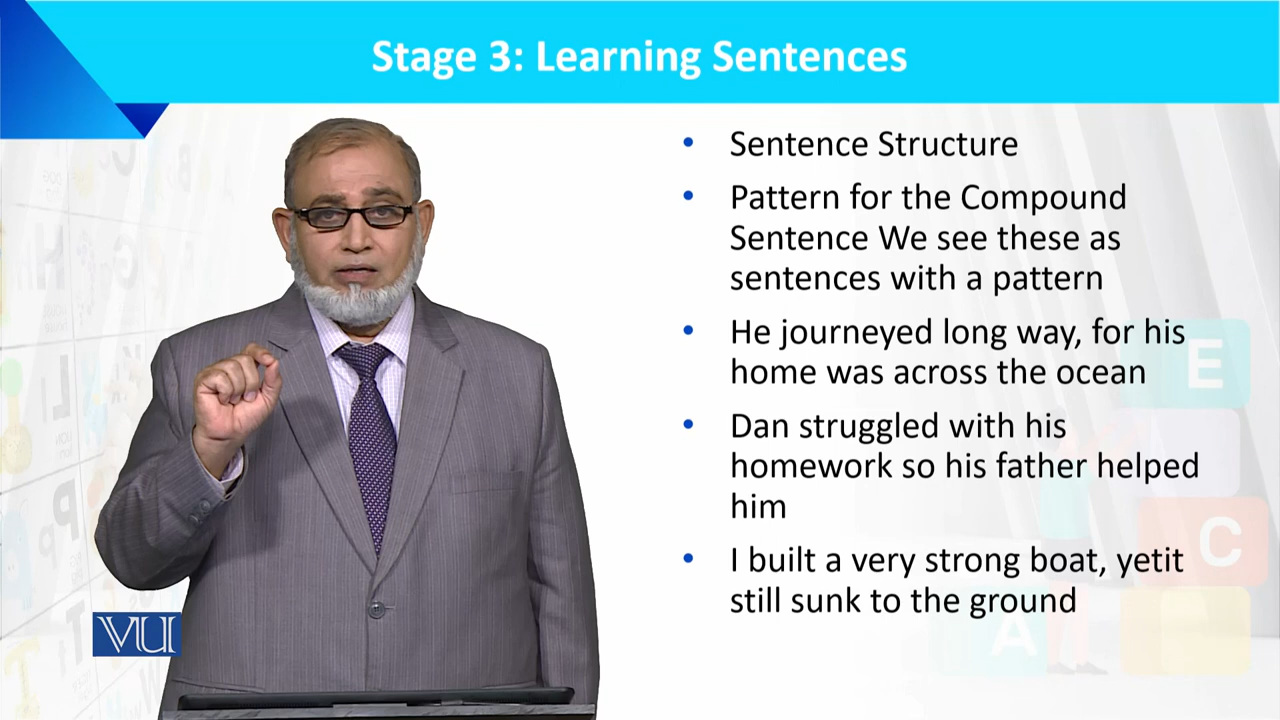 Stage 3: Learning Sentences
• Sentence Structure
• Pattern for the Compound
Sentence We see these as
sentences with a pattern
• He journeyed long way, for his
home was across the ocean
• Dan struggled with his
homework so his father helped
him
• I built a very strong boat, yetit
still sunk to the ground
VU
E
C
A